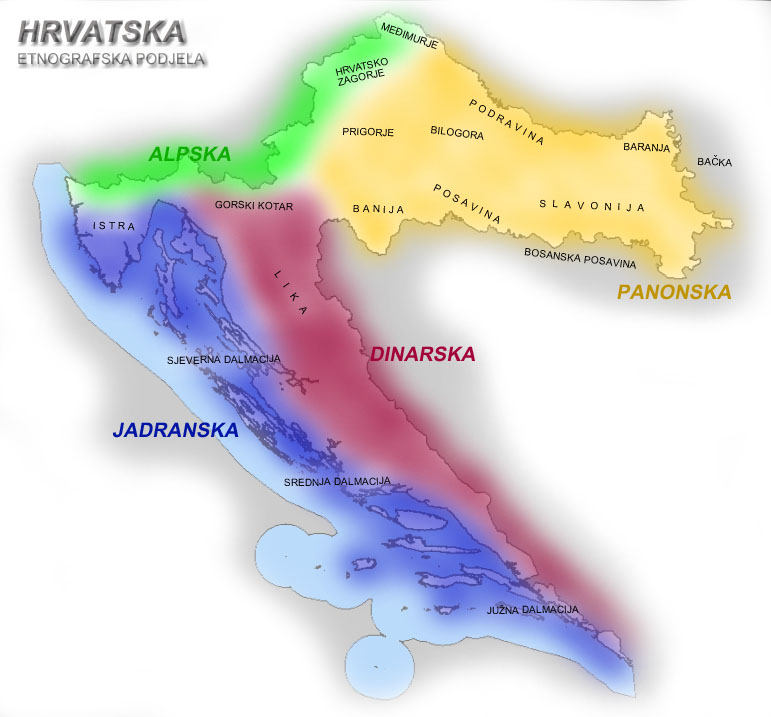 HRVATSKA
ETNOGRAFSKA PODJELA
MEĐIMURJE
HRVATSKO
ZAGORJE
PODRAVINA
PRIGORJE
BILOGORA
BARANJA
BAČKA
ALPSKA
GORSKI KOTAR
BANIJA
POSAVINA
SLAVONIJA
ISTRA
BOSANSKA POSAVINA
LIKA
PANONSKA
SJEVERNA DALMACIJA
DINARSKA
JADRANSKA
SREDNJA DALMACIJA
JUŽNA DALMACIJA